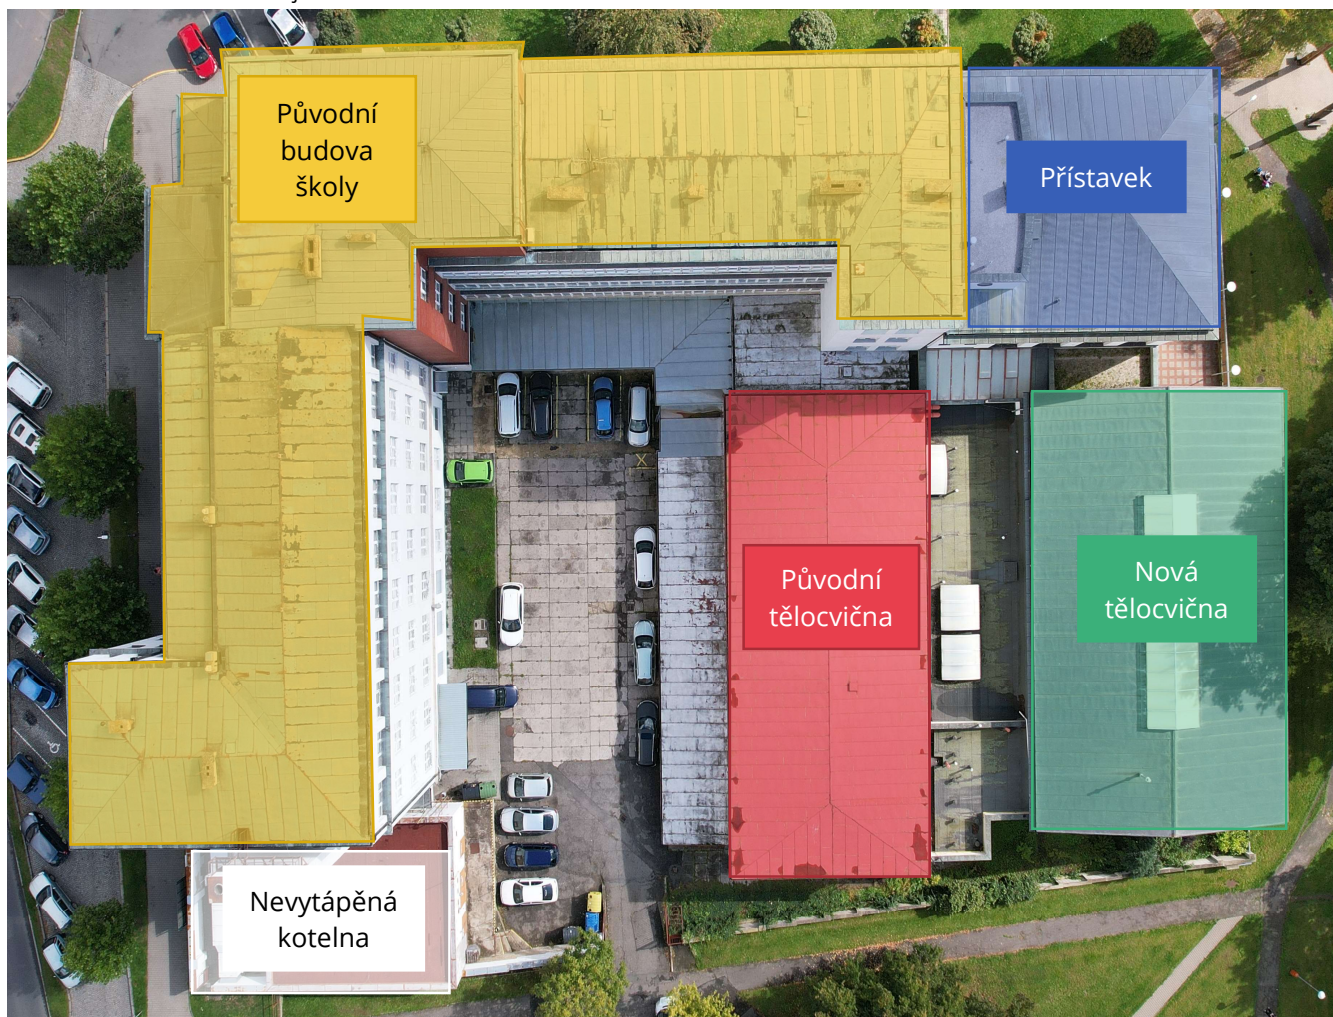 Původní
budova
školy
Přístavek
Původní
tělocvična
Nová
tělocvična
Nevytápěná
kotelna